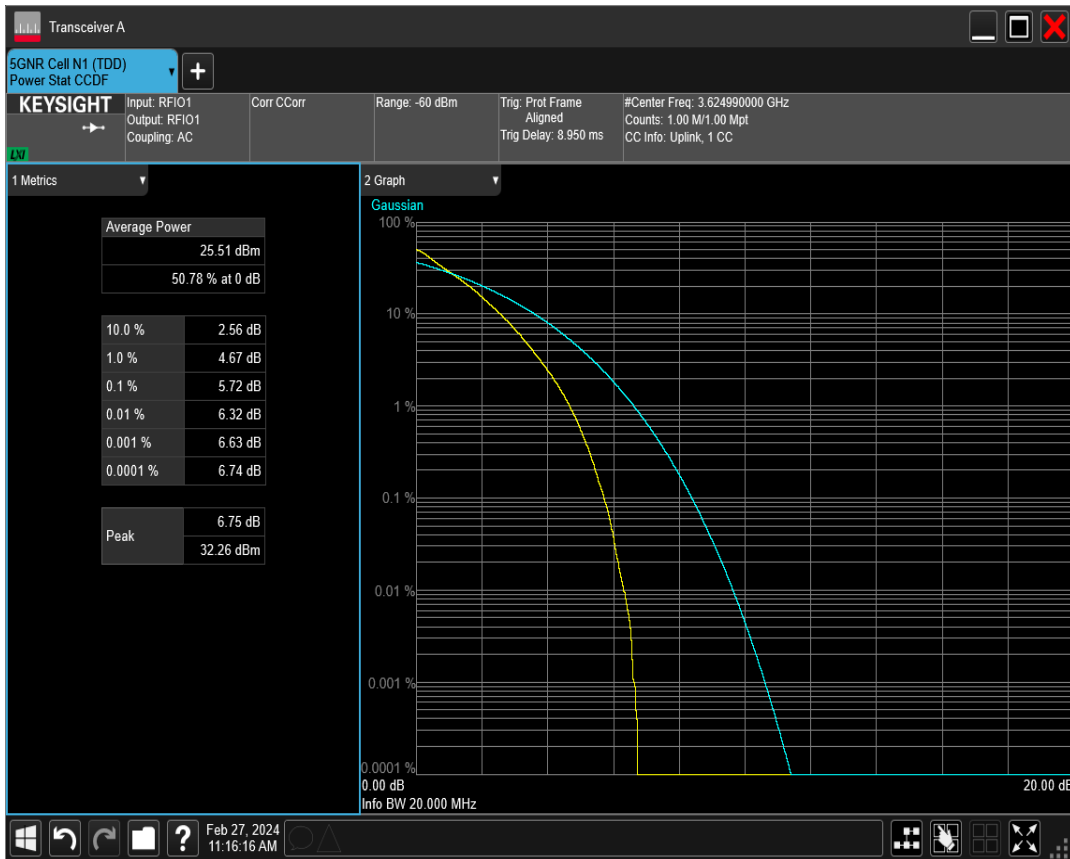 Transceiver A
5GNR Cell N1 (TDD)
Power Stat CCDF
+
KEYSIGHT
LXI
Input: RFIO1
Output: RFIO1
Coupling: AC
Corr CCorr
Range: -60 dBm
Trig: Prot Frame
Aligned
Trig Delay: 8.950 ms
#Center Freq: 3.624990000 GHz
Counts: 1.00 M/1.00 Mpt
CC Info: Uplink, 1 CC
1 Metrics
Average Power
25.51 dBm
50.78 % at 0 dB
10.0 % 2.56 dB
1.0 % 4.67 dB
0.1 % 5.72 dB
0.01 % 6.32 dB
0.001 % 6.63 dB
0.0001 % 6.74 dB
Peak
6.75 dB
32.26 dBm
2 Graph
Gaussian
100 %
10 %
1 %
0.1 %
0.01 %
0.001 %
0.0001 %
0.00 dB
20.00 dB
Info BW 20.000 MHz
?
Feb 27, 2024
11:16:16 AM